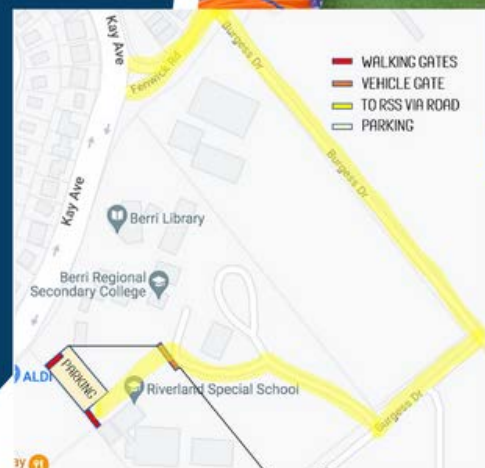 Kay Ave
Fenwick Rd
Burgess Dr
WALKING GATES
VEHICLE GATE
TO RSS VIA ROAD
PARKING
Burgess Dr
Kay Ave
Berri Library
Berri Regional
Secondary College
ALDI
PARKING
Riverland Special School
Burgess Dr
ay